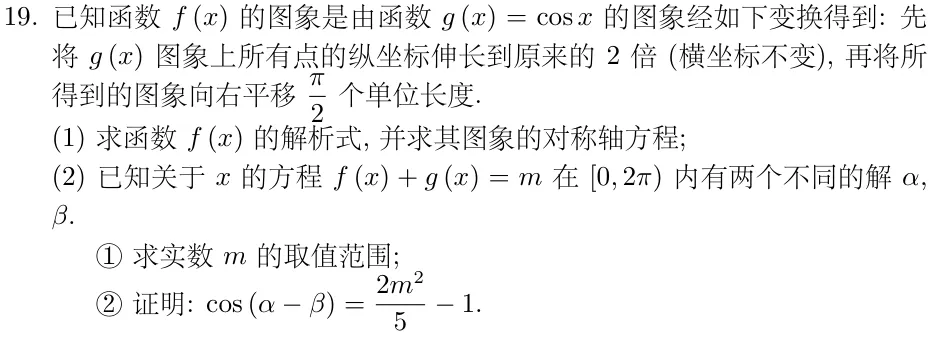 19. 已知函数 f (x) 的图象是由函数 g (x) = cos x 的图象经如下变换得到: 先
将 g (x) 图象上所有点的纵坐标伸长到原来的 2 倍 (横坐标不变), 再将所
得到的图象向右平移 π/2 个单位长度.
(1) 求函数 f (x) 的解析式, 并求其图象的对称轴方程;
(2) 已知关于 x 的方程 f (x) + g (x) = m 在 [0, 2π) 内有两个不同的解 α,
β.
① 求实数 m 的取值范围;
② 证明: cos (α − β) = 2m²/5 − 1.